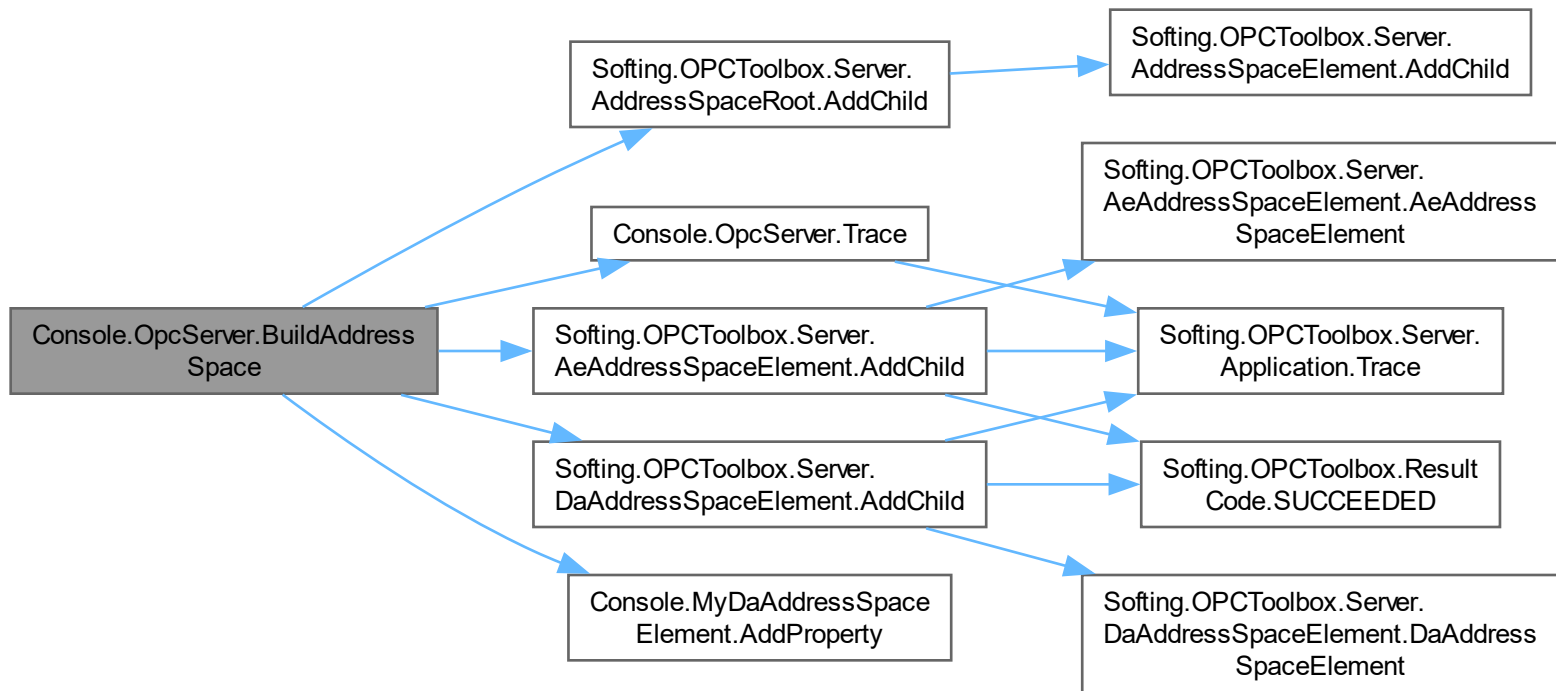 Console.OpcServer.BuildAddress
Space
Softing.OPCToolbox.Server.
AddressSpaceRoot.AddChild
Console.OpcServer.Trace
Softing.OPCToolbox.Server.
AeAddressSpaceElement.AddChild
Softing.OPCToolbox.Server.
DaAddressSpaceElement.AddChild
Console.MyDaAddressSpace
Element.AddProperty
Softing.OPCToolbox.Server.
AddressSpaceElement.AddChild
Softing.OPCToolbox.Server.
AeAddressSpaceElement.AeAddress
SpaceElement
Softing.OPCToolbox.Server.
Application.Trace
Softing.OPCToolbox.Result
Code.SUCCEEDED
Softing.OPCToolbox.Server.
DaAddressSpaceElement.DaAddress
SpaceElement